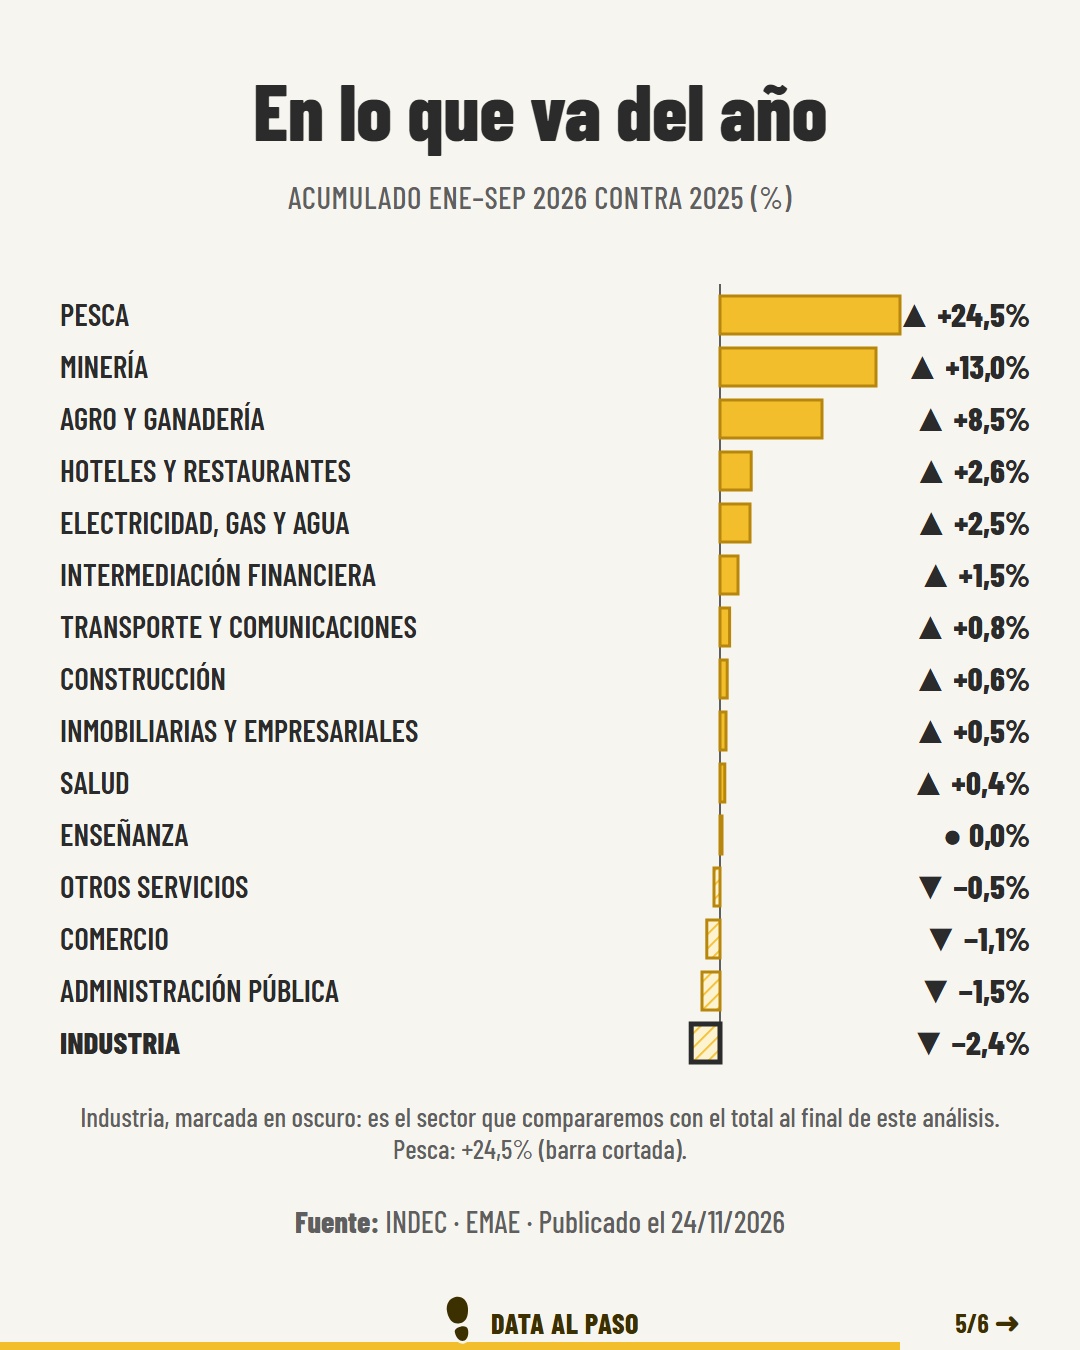 En lo que va del año
ACUMULADO ENE–SEP 2026 CONTRA 2025 (%)
PESCA ▲ +24,5%
MINERÍA ▲ +13,0%
AGRO Y GANADERÍA ▲ +8,5%
HOTELES Y RESTAURANTES ▲ +2,6%
ELECTRICIDAD, GAS Y AGUA ▲ +2,5%
INTERMEDIACIÓN FINANCIERA ▲ +1,5%
TRANSPORTE Y COMUNICACIONES ▲ +0,8%
CONSTRUCCIÓN ▲ +0,6%
INMOBILIARIAS Y EMPRESARIALES ▲ +0,5%
SALUD ▲ +0,4%
ENSEÑANZA ● 0,0%
OTROS SERVICIOS ▼ −0,5%
COMERCIO ▼ −1,1%
ADMINISTRACIÓN PÚBLICA ▼ −1,5%
INDUSTRIA ▼ −2,4%
Industria, marcada en oscuro: es el sector que compararemos con el total al final de este análisis.
Pesca: +24,5% (barra cortada).
Fuente: INDEC · EMAE · Publicado el 24/11/2026
DATA AL PASO
5/6 →